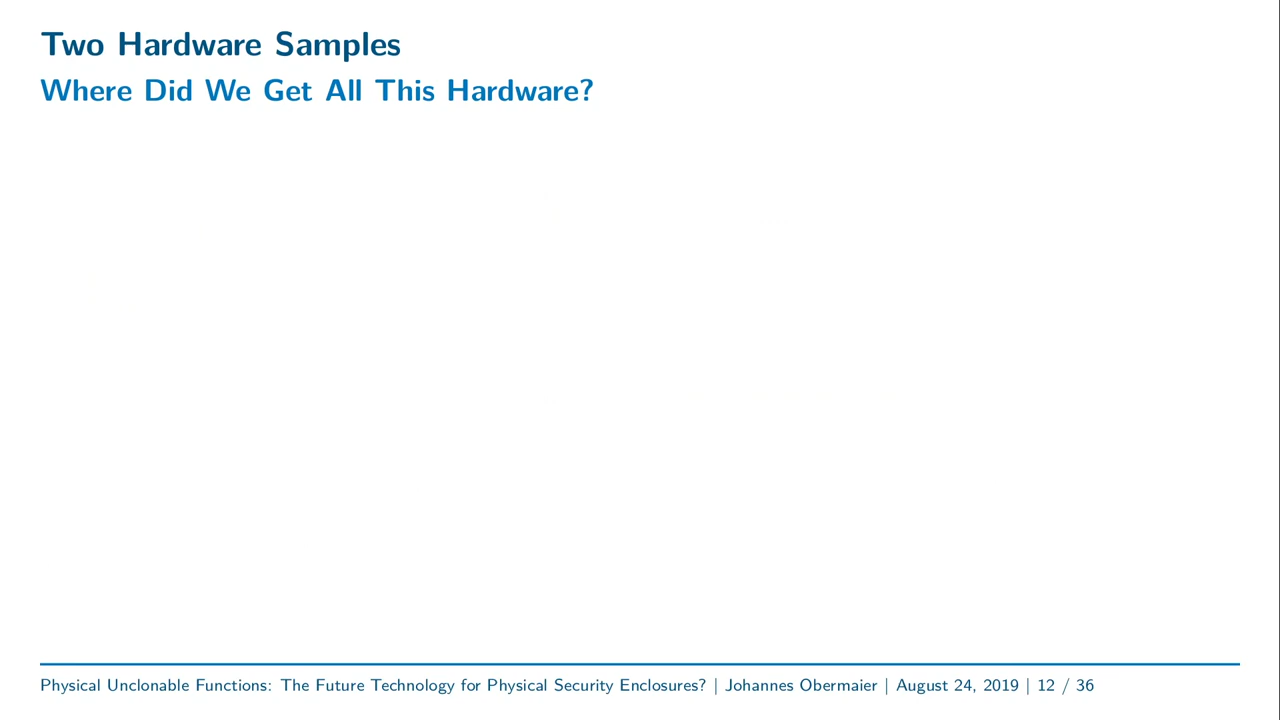 Two Hardware Samples
Where Did We Get All This Hardware?
Physical Unclonable Functions: The Future Technology for Physical Security Enclosures? | Johannes Obermaier | August 24, 2019 | 12 / 36